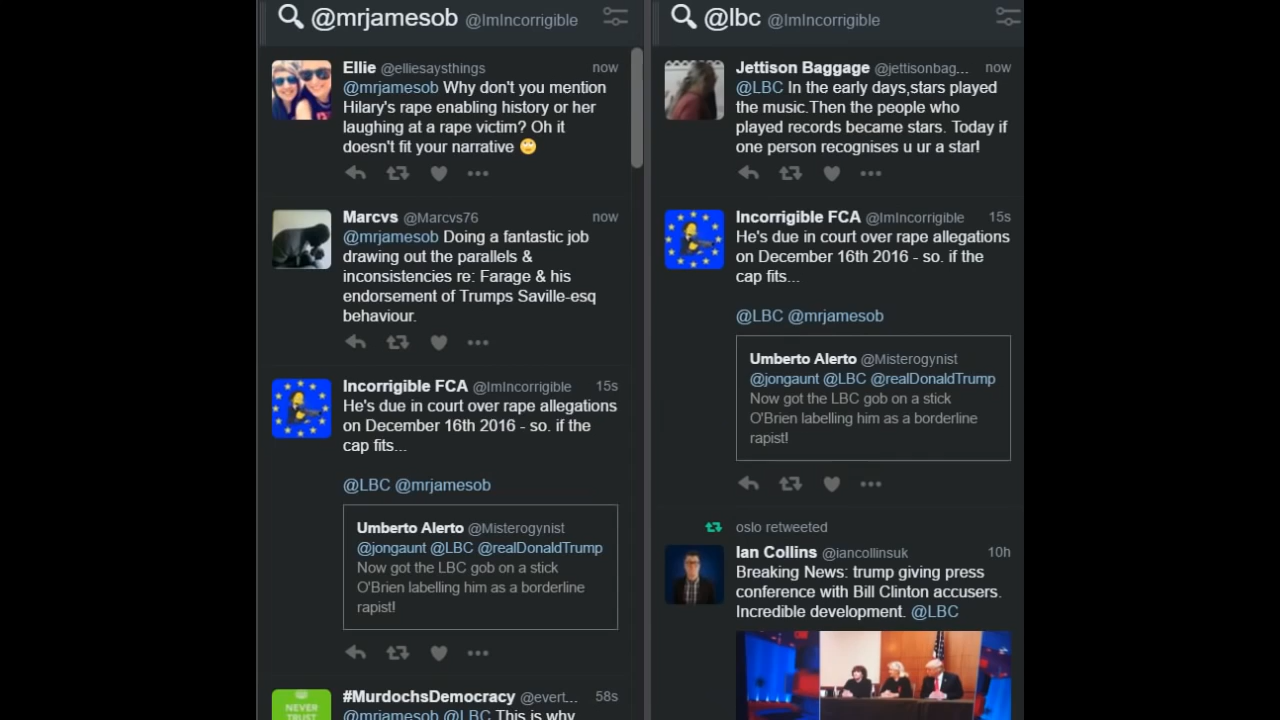 @mrjamesob @ImIncorrigible
Ellie @elliesaysthings now
@mrjamesob Why don't you mention
Hilary's rape enabling history or her
laughing at a rape victim? Oh it
doesn't fit your narrative 🙄
Marcvs @Marcvs76 now
@mrjamesob Doing a fantastic job
drawing out the parallels &
inconsistencies re: Farage & his
endorsement of Trumps Saville-esq
behaviour.
Incorrigible FCA @ImIncorrigible 15s
He's due in court over rape allegations
on December 16th 2016 - so. if the
cap fits...
@LBC @mrjamesob
Umberto Alerto @Misterogynist
@jongaunt @LBC @realDonaldTrump
Now got the LBC gob on a stick
O'Brien labelling him as a borderline
rapist!
#MurdochsDemocracy @evert... 58s
@mrjamesob @LBC This is why
NEVER
TRUST
@lbc @ImIncorrigible
Jettison Baggage @jettisonbag... now
@LBC In the early days,stars played
the music.Then the people who
played records became stars. Today if
one person recognises u ur a star!
Incorrigible FCA @ImIncorrigible 15s
He's due in court over rape allegations
on December 16th 2016 - so. if the
cap fits...
@LBC @mrjamesob
Umberto Alerto @Misterogynist
@jongaunt @LBC @realDonaldTrump
Now got the LBC gob on a stick
O'Brien labelling him as a borderline
rapist!
oslo retweeted
Ian Collins @iancollinsuk 10h
Breaking News: trump giving press
conference with Bill Clinton accusers.
Incredible development. @LBC